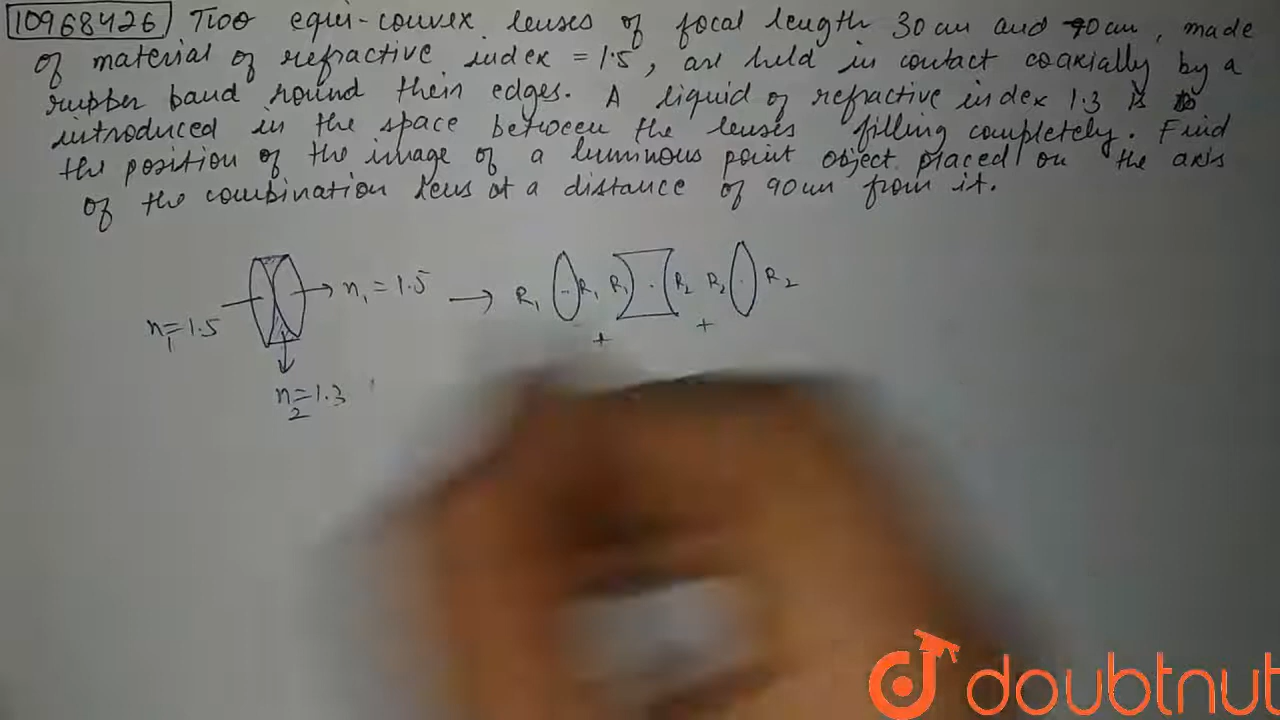 10968426 Two equi-convex lenses of focal length 30 cm and 70 cm, made
of material of refractive index = 1.5, are held in contact coaxially by a
rubber band round their edges. A liquid of refractive index 1.3 is
introduced in the space between the lenses filling completely. Find
the position of the image of a luminous point object placed on the axis
of the combination lens at a distance of 90 cm from it.
n₁=1.5 n₁=1.5 → R₁ R₁ R₁ R₂ R₂ R₂
+ +
n₂=1.3
doubtnut